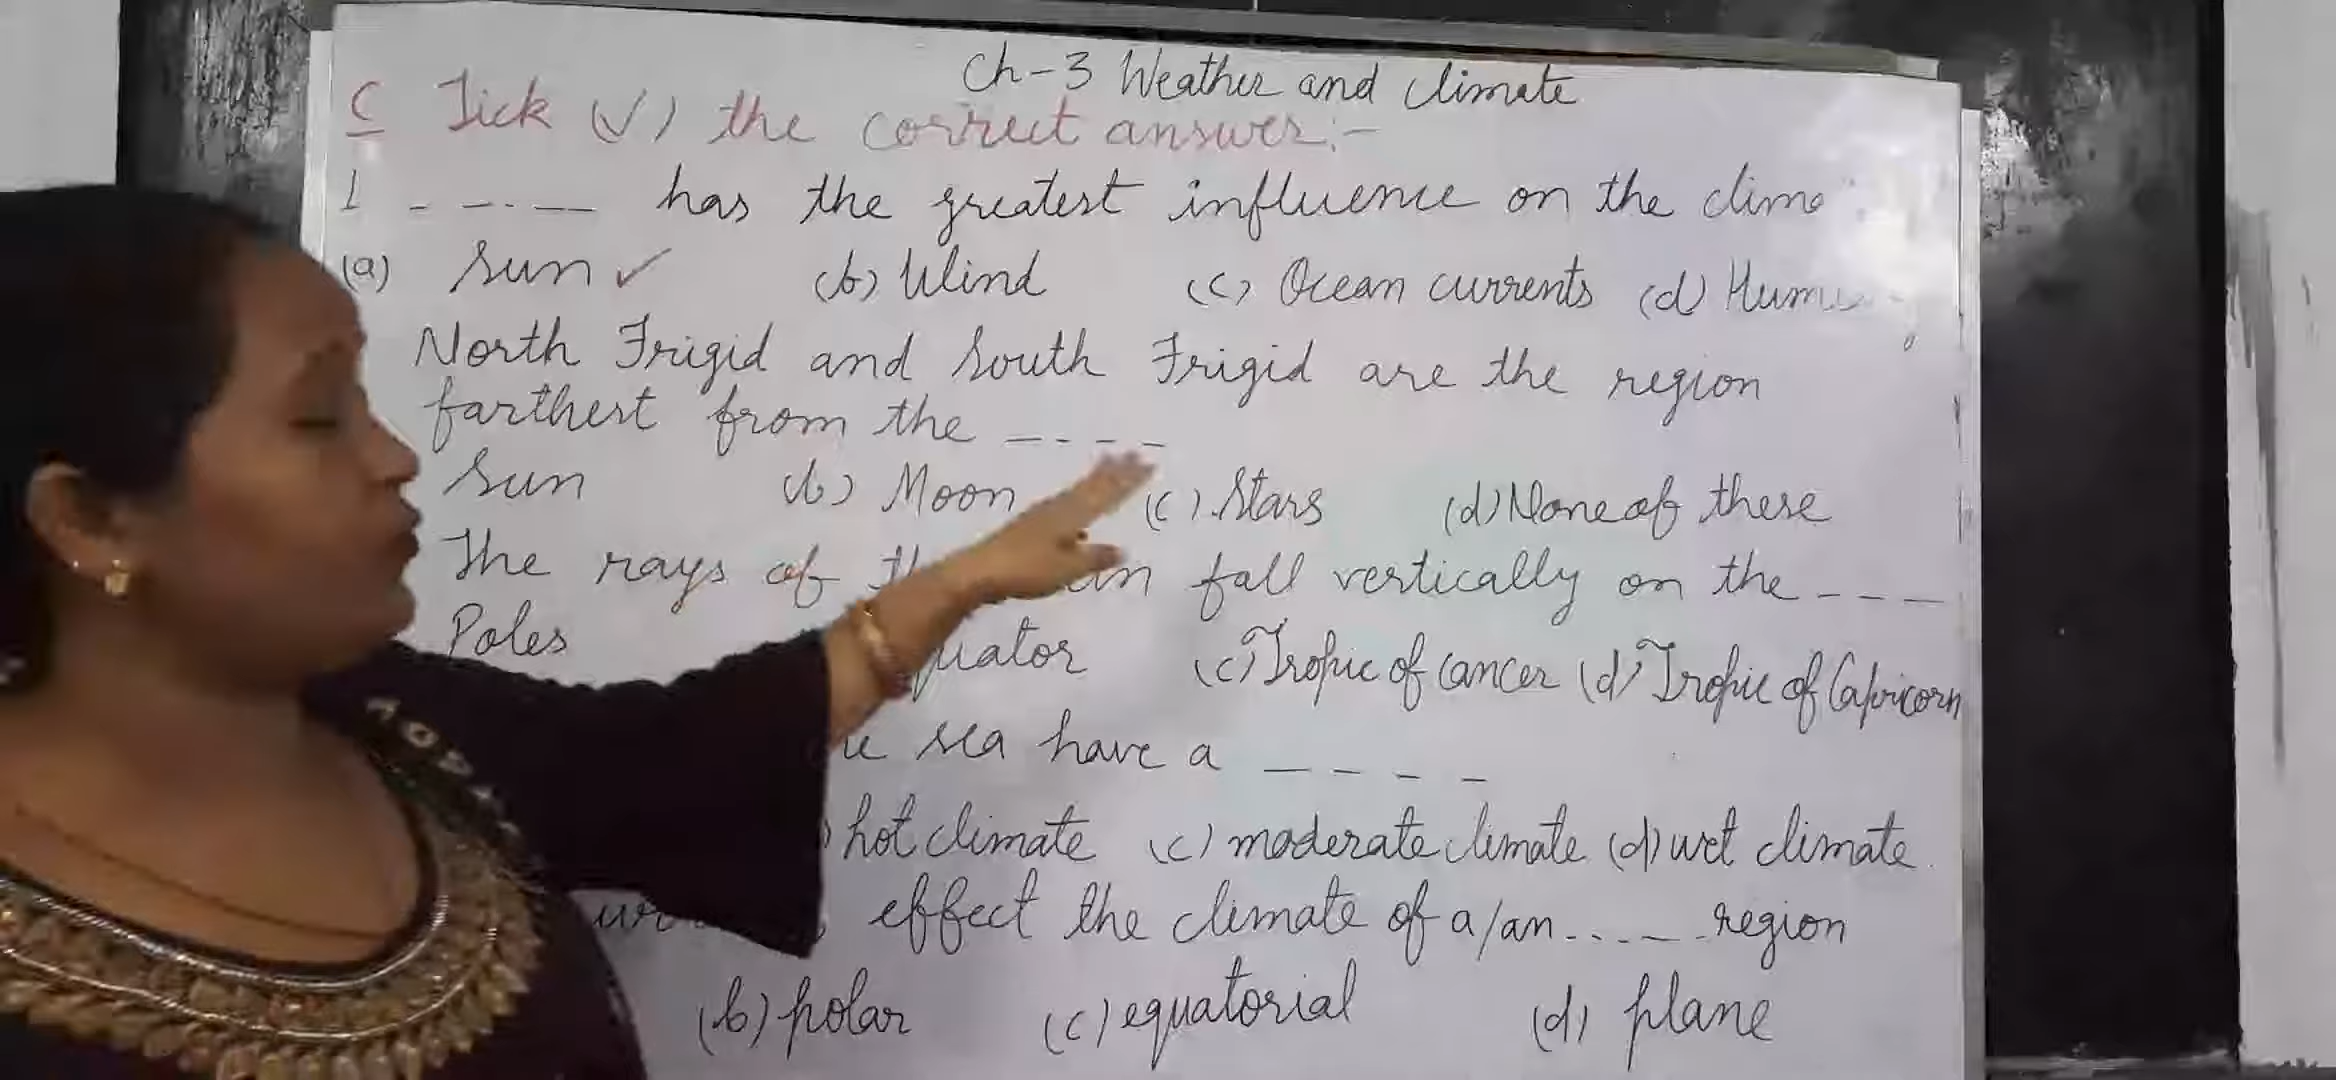 Ch-3 Weather and climate
C Tick (✓) the correct answer:-
1 ----- has the greatest influence on the
(a) Sun ✓ (b) Wind (c) Ocean currents (d)
North Frigid and South Frigid are the region
farthest from the ----
Sun (b) Moon (c) Stars (d) None of these
The rays of fall vertically on the ---
Poles (c) Tropic of Cancer (d) Tropic of Capricorn
sea have a ----
hot climate (c) moderate climate (d) wet climate
effect the climate of a/an ----- region
(b) polar (c) equatorial (d) plane